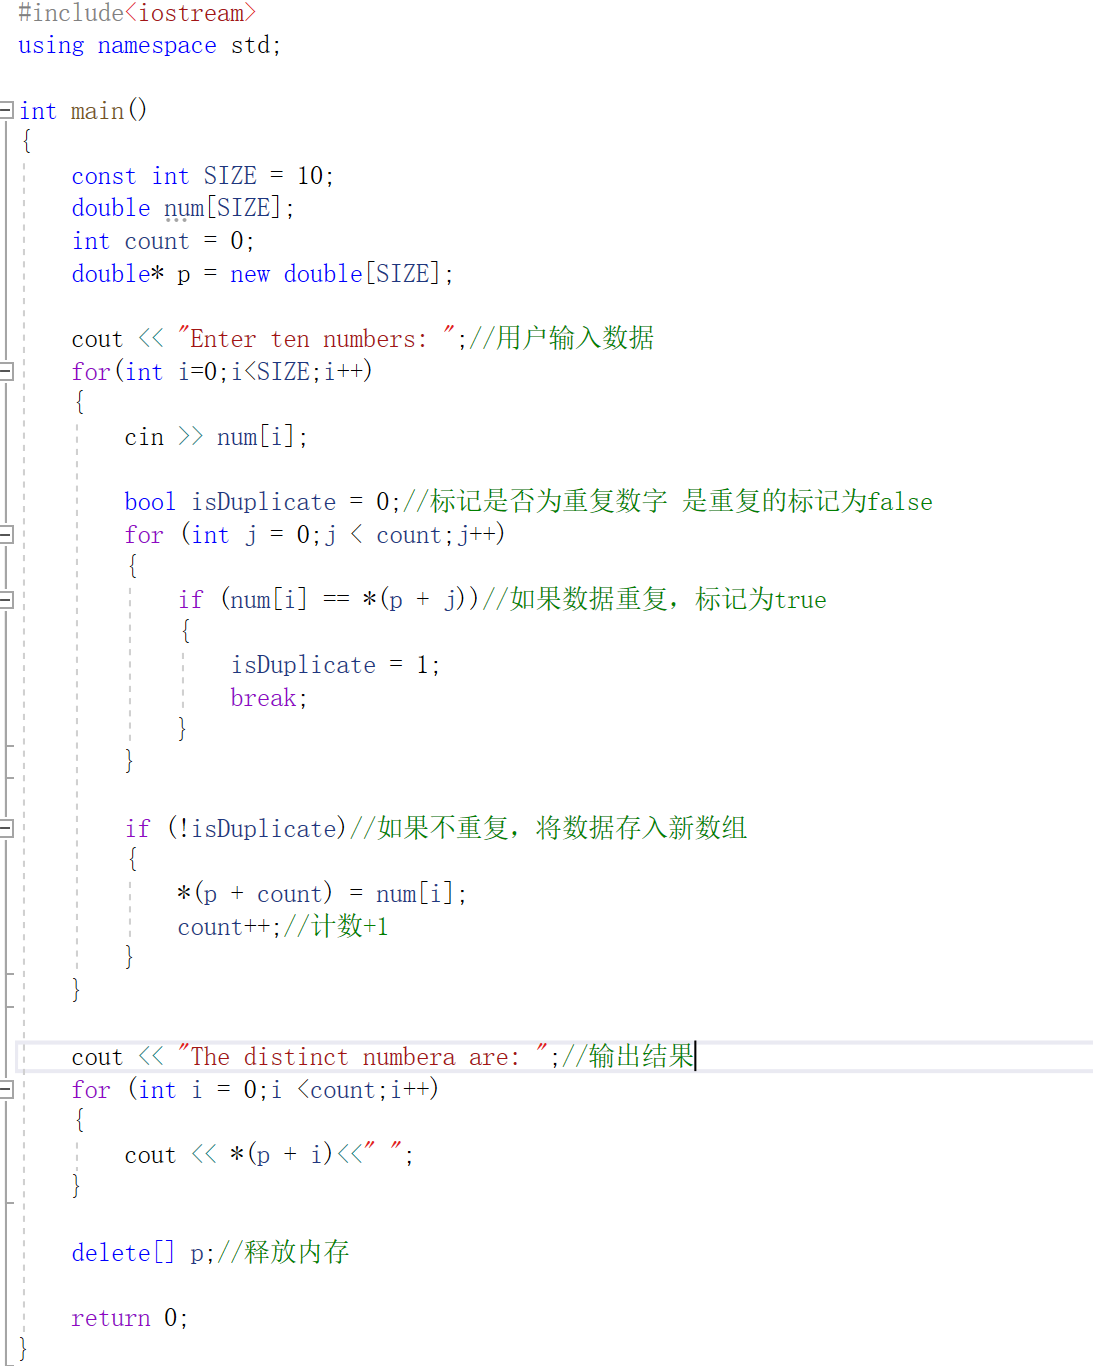 #include<iostream>
using namespace std;
int main()
{
const int SIZE = 10;
double num[SIZE];
int count = 0;
double* p = new double[SIZE];
cout << "Enter ten numbers: ";//用户输入数据
for(int i=0;i<SIZE;i++)
{
cin >> num[i];
bool isDuplicate = 0;//标记是否为重复数字 是重复的标记为false
for (int j = 0;j < count;j++)
{
if (num[i] == *(p + j))//如果数据重复，标记为true
{
isDuplicate = 1;
break;
}
}
if (!isDuplicate)//如果不重复，将数据存入新数组
{
*(p + count) = num[i];
count++;//计数+1
}
}
cout << "The distinct numbera are: ";//输出结果
for (int i = 0;i <count;i++)
{
cout << *(p + i)<<" ";
}
delete[] p;//释放内存
return 0;
}